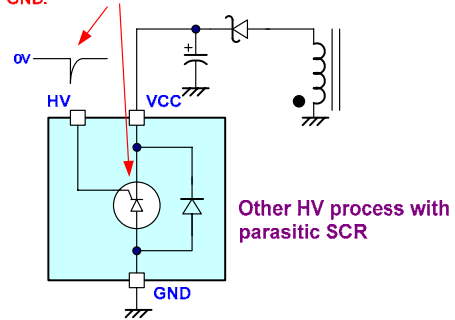 GND.
0V
+
HV
VCC
Other HV process with
parasitic SCR
GND